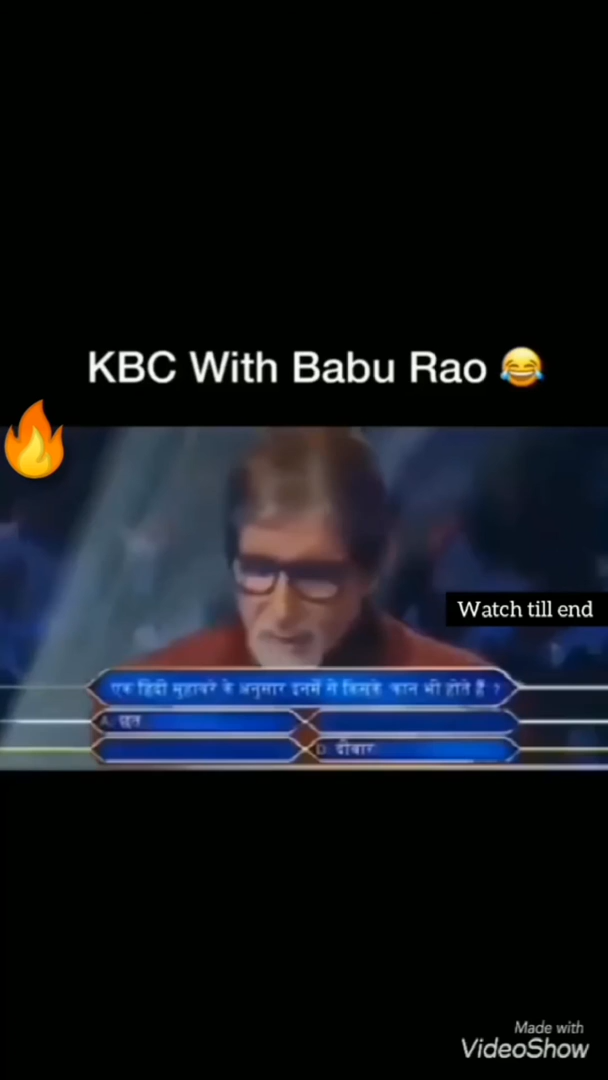 KBC With Babu Rao 😂
Watch till end
एक हिंदी मुहावरे के अनुसार इनमें से किसके 'कान भी होते हैं ?
A: छत
D: दीवार
Made with
VideoShow